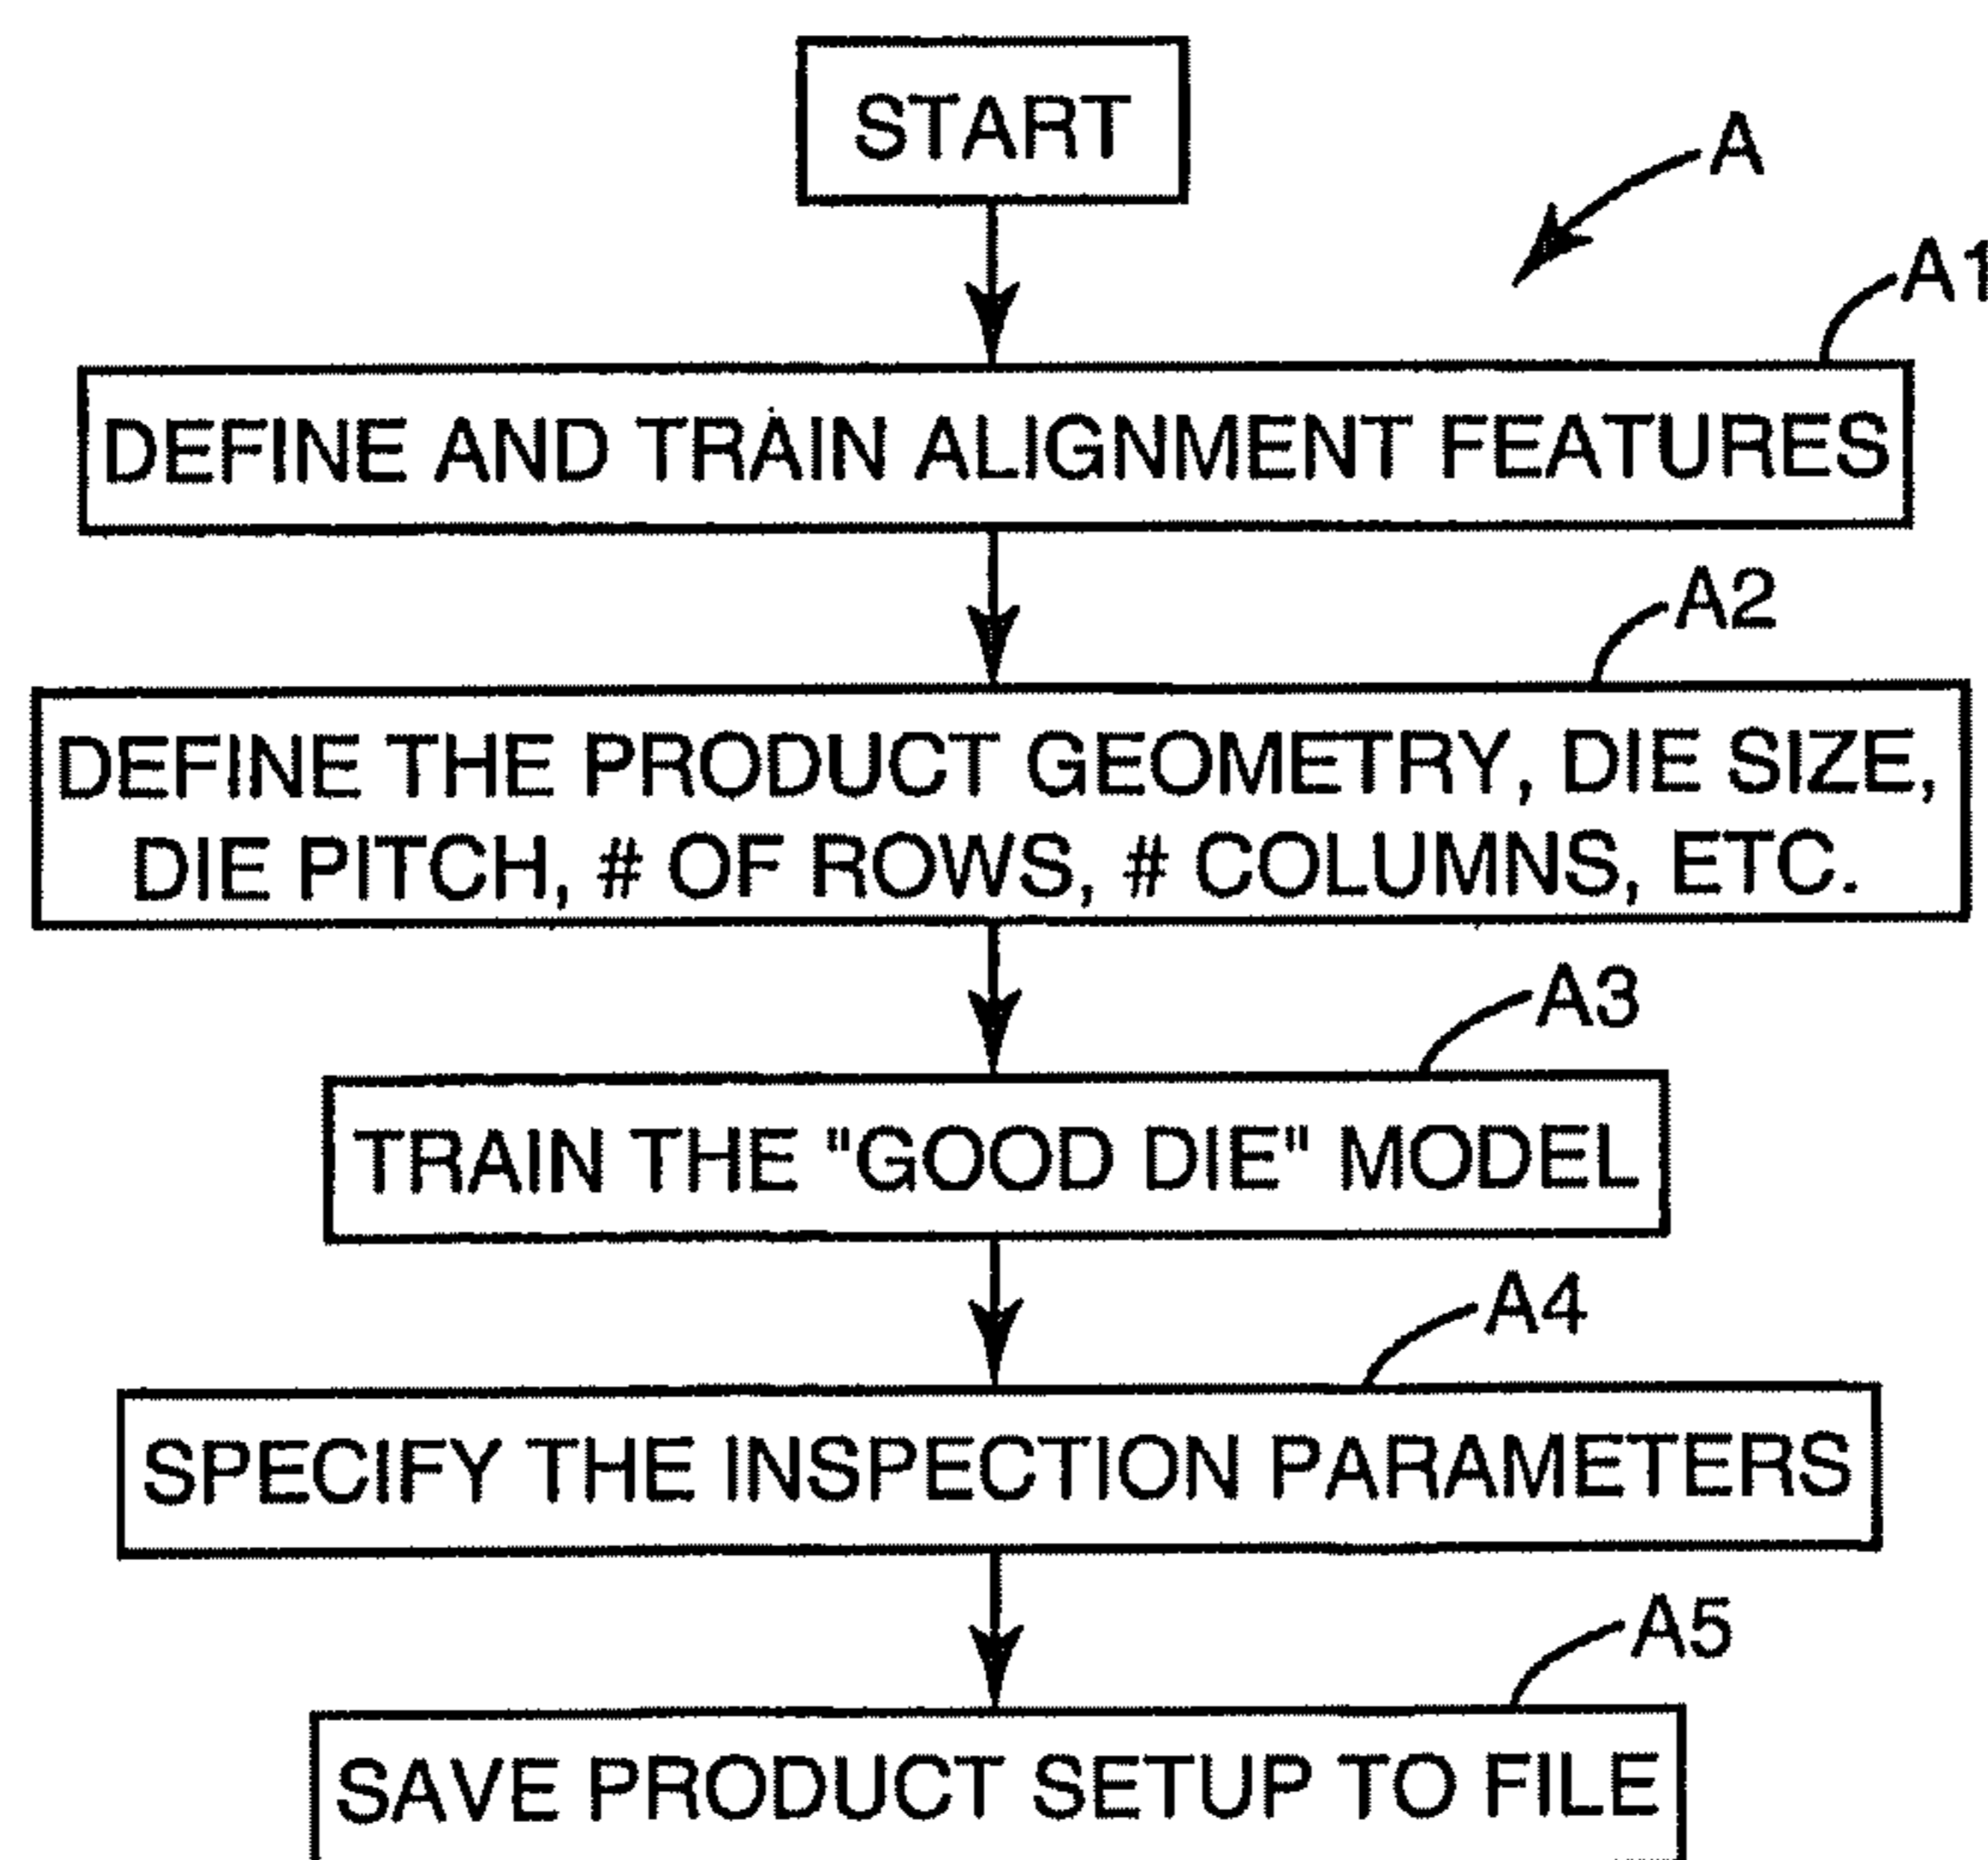 START
A
A1
DEFINE AND TRAIN ALIGNMENT FEATURES
A2
DEFINE THE PRODUCT GEOMETRY, DIE SIZE,
DIE PITCH, # OF ROWS, # COLUMNS, ETC.
A3
TRAIN THE "GOOD DIE" MODEL
A4
SPECIFY THE INSPECTION PARAMETERS
A5
SAVE PRODUCT SETUP TO FILE